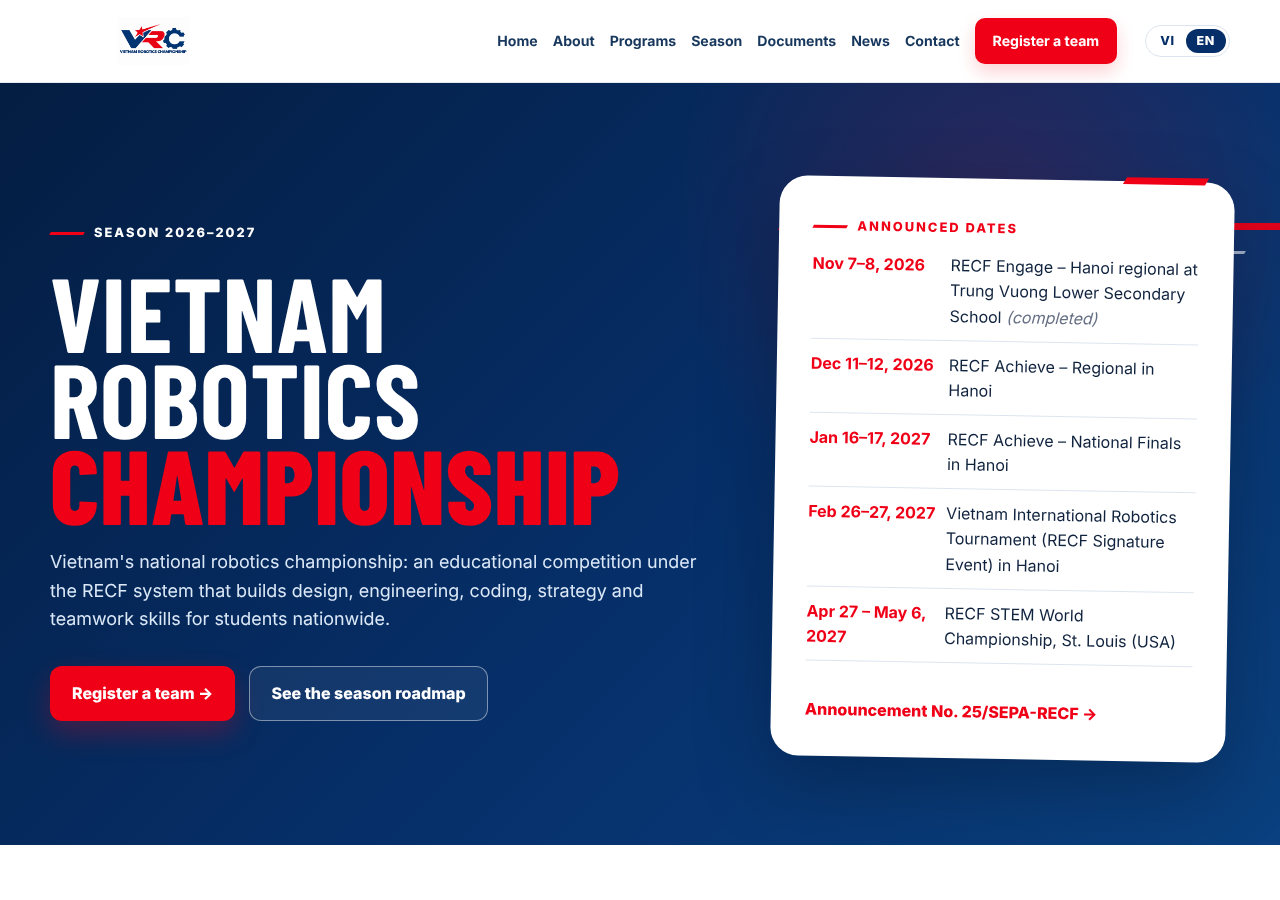 VRC
VIETNAM ROBOTICS CHAMPIONSHIP
Home About Programs Season Documents News Contact Register a team VI EN
SEASON 2026–2027
VIETNAM
ROBOTICS
CHAMPIONSHIP
Vietnam's national robotics championship: an educational competition under
the RECF system that builds design, engineering, coding, strategy and
teamwork skills for students nationwide.
Register a team → See the season roadmap
ANNOUNCED DATES
Nov 7–8, 2026 RECF Engage – Hanoi regional at
Trung Vuong Lower Secondary
School (completed)
Dec 11–12, 2026 RECF Achieve – Regional in
Hanoi
Jan 16–17, 2027 RECF Achieve – National Finals
in Hanoi
Feb 26–27, 2027 Vietnam International Robotics
Tournament (RECF Signature
Event) in Hanoi
Apr 27 – May 6, RECF STEM World
2027 Championship, St. Louis (USA)
Announcement No. 25/SEPA-RECF →